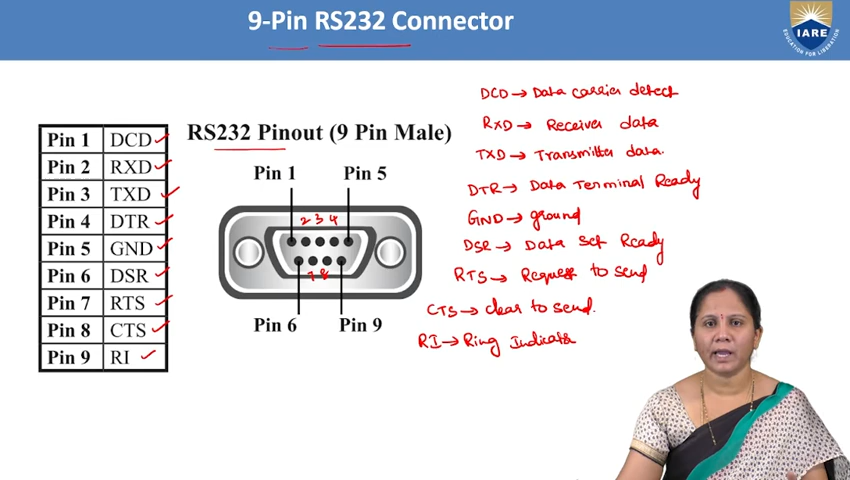 9-Pin RS232 Connector
IARE
EDUCATION FOR LIBERATION
Pin 1 DCD
Pin 2 RXD
Pin 3 TXD
Pin 4 DTR
Pin 5 GND
Pin 6 DSR
Pin 7 RTS
Pin 8 CTS
Pin 9 RI
RS232 Pinout (9 Pin Male)
Pin 1 Pin 5
2 3 4
7 8
Pin 6 Pin 9
DCD → Data carrier detect
RXD → Receiver data
TXD → Transmitter data.
DTR → Data Terminal Ready
GND → ground
DSR → Data Set Ready
RTS → Request to send
CTS → clear to send.
RI → Ring Indicator